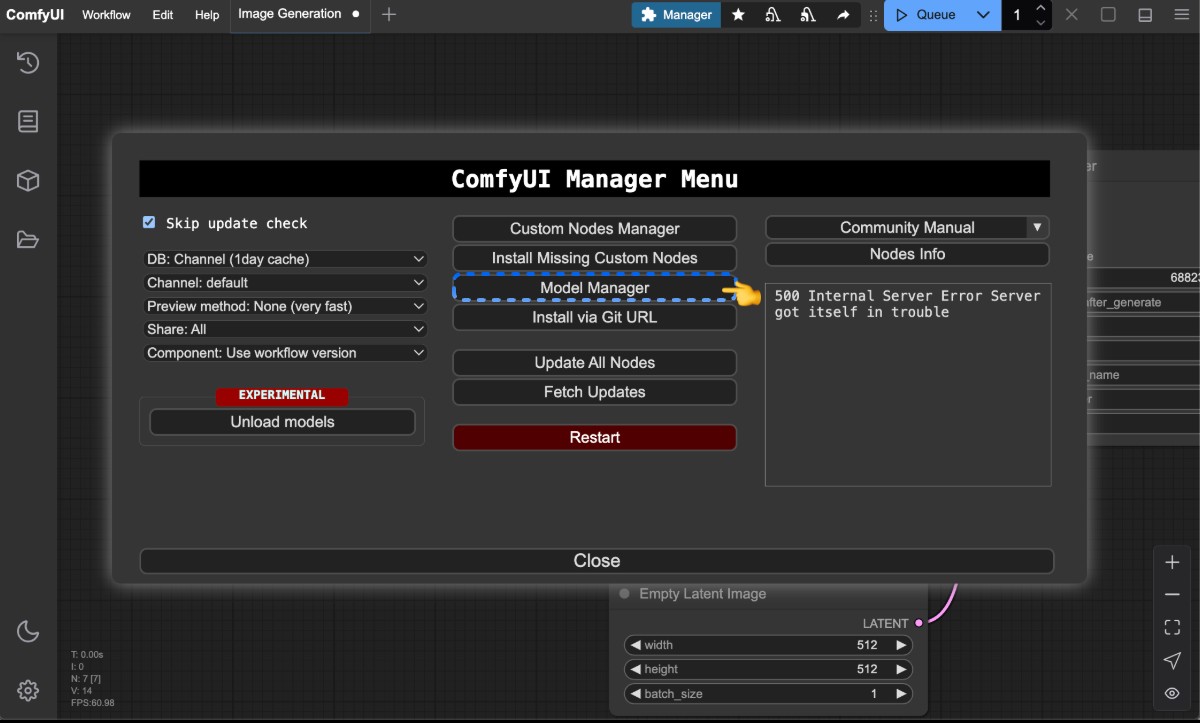 ComfyUI Workflow Edit Help Image Generation Manager Queue 1
ComfyUI Manager Menu
Skip update check
DB: Channel (1day cache)
Channel: default
Preview method: None (very fast)
Share: All
Component: Use workflow version
EXPERIMENTAL
Unload models
Custom Nodes Manager
Install Missing Custom Nodes
Model Manager
Install via Git URL
Update All Nodes
Fetch Updates
Restart
Community Manual
Nodes Info
500 Internal Server Error Server
got itself in trouble
Close
er
e
6882
after_generate
_name
r
Empty Latent Image
LATENT
width 512
height 512
batch_size 1
T: 0.00s
I: 0
N: 7 [7]
V: 14
FPS:60.98